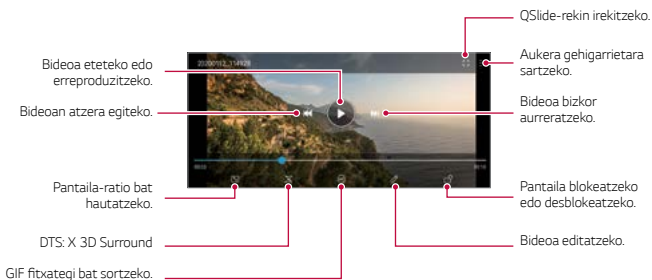 QSlide-rekin irekitzeko.
Bideoa eteteko edo
erreproduzitzeko.
Aukera gehigarrietara
sartzeko.
Bideoan atzera egiteko.
Bideoa bizkor
aurreratzeko.
Pantaila-ratio bat
hautatzeko.
Pantaila blokeatzeko
edo desblokeatzeko.
DTS: X 3D Surround
Bideoa editatzeko.
GIF fitxategi bat sortzeko.